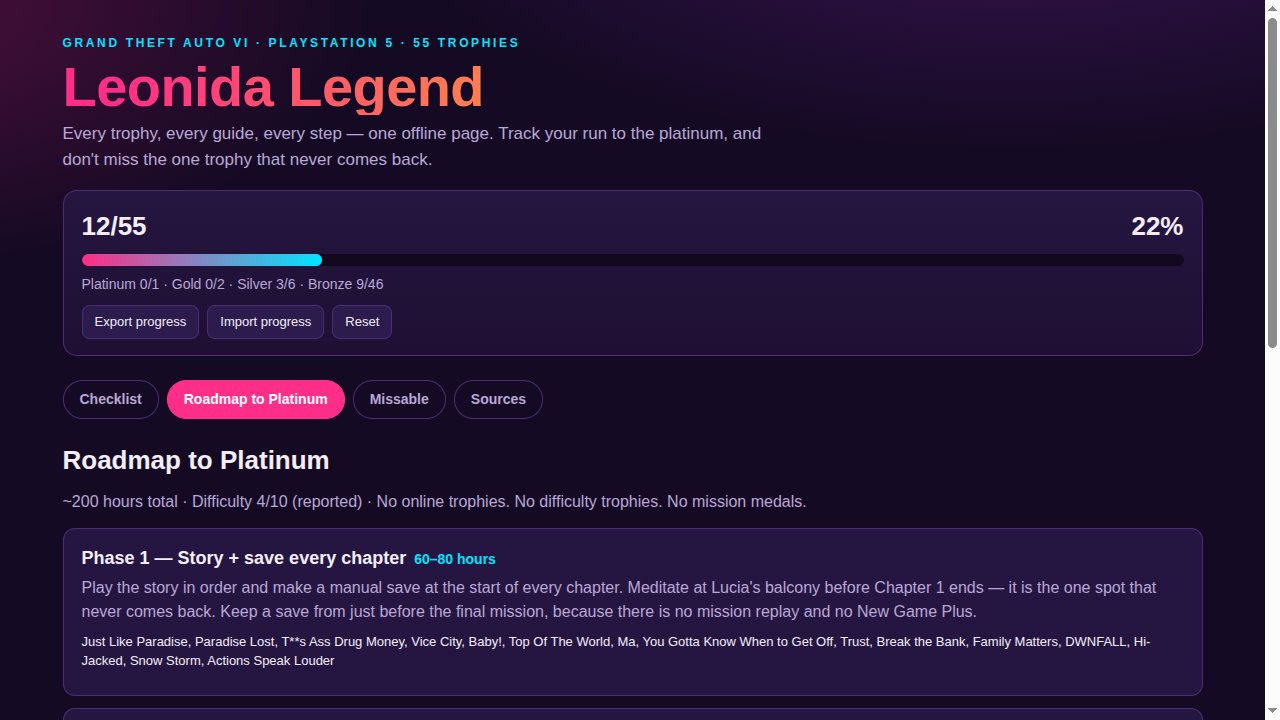 GRAND THEFT AUTO VI · PLAYSTATION 5 · 55 TROPHIES
Leonida Legend
Every trophy, every guide, every step — one offline page. Track your run to the platinum, and
don't miss the one trophy that never comes back.
12/55
22%
Platinum 0/1 · Gold 0/2 · Silver 3/6 · Bronze 9/46
Export progress
Import progress
Reset
Checklist
Roadmap to Platinum
Missable
Sources
Roadmap to Platinum
~200 hours total · Difficulty 4/10 (reported) · No online trophies. No difficulty trophies. No mission medals.
Phase 1 — Story + save every chapter 60–80 hours
Play the story in order and make a manual save at the start of every chapter. Meditate at Lucia's balcony before Chapter 1 ends — it is the one spot that
never comes back. Keep a save from just before the final mission, because there is no mission replay and no New Game Plus.
Just Like Paradise, Paradise Lost, T**s Ass Drug Money, Vice City, Baby!, Top Of The World, Ma, You Gotta Know When to Get Off, Trust, Break the Bank, Family Matters, DWNFALL, Hi-
Jacked, Snow Storm, Actions Speak Louder